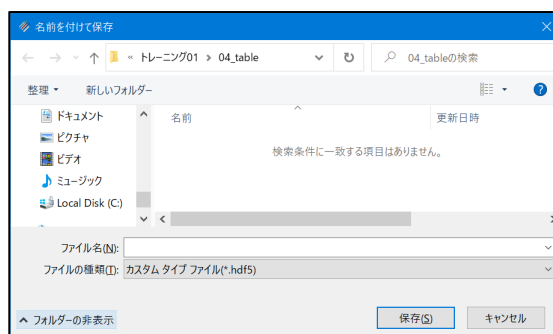 名前を付けて保存
« トレーニング01 › 04_table
04_tableの検索
整理 新しいフォルダー
ドキュメント
ピクチャ
ビデオ
ミュージック
Local Disk (C:)
名前 更新日時
検索条件に一致する項目はありません。
ファイル名(N):
ファイルの種類(T): カスタム タイプ ファイル(*.hdf5)
フォルダーの非表示
保存(S) キャンセル